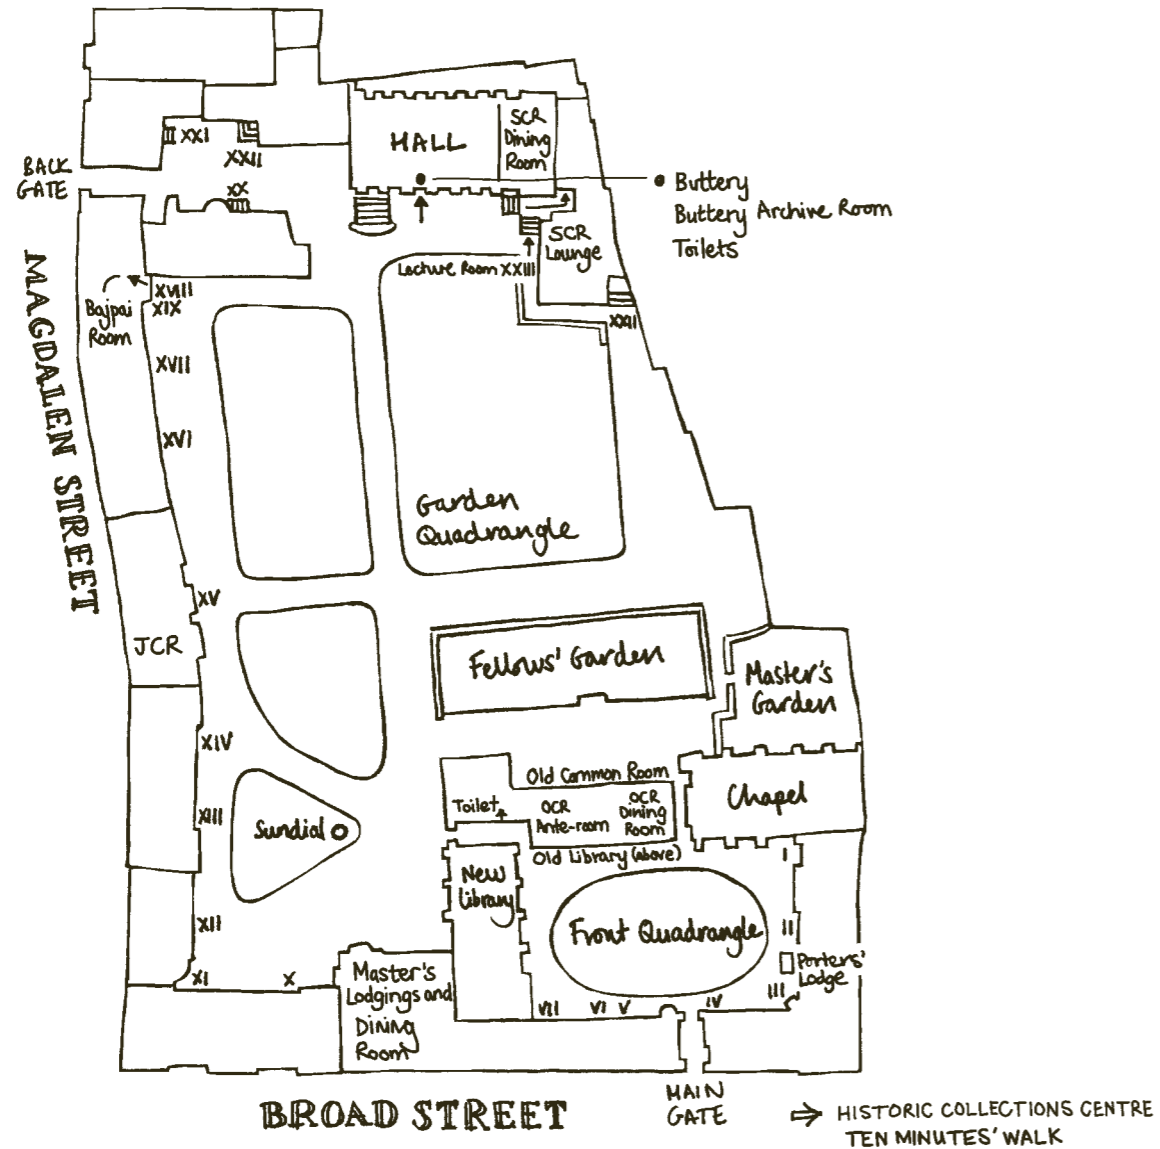 HALL
SCR
Dining
Room
XXI
XXII
BACK
GATE
XX
Buttery
Buttery Archive Room
Toilets
SCR
Lounge
Lecture Room XXIII
XVIII
XIX
Bajpai
Room
XXI
XVII
XVI
MAGDALEN STREET
Garden
Quadrangle
XV
JCR
Fellows' Garden
Master's
Garden
XIV
Old Common Room
Chapel
Toilet
OCR
Ante-room
OCR
Dining
Room
XIII
Sundial
Old Library (above)
I
New
Library
XII
Front Quadrangle
II
Porters'
Lodge
XI
X
Master's
Lodgings and
Dining
Room
VII
VI
V
IV
III
MAIN
GATE
BROAD STREET
HISTORIC COLLECTIONS CENTRE
TEN MINUTES' WALK